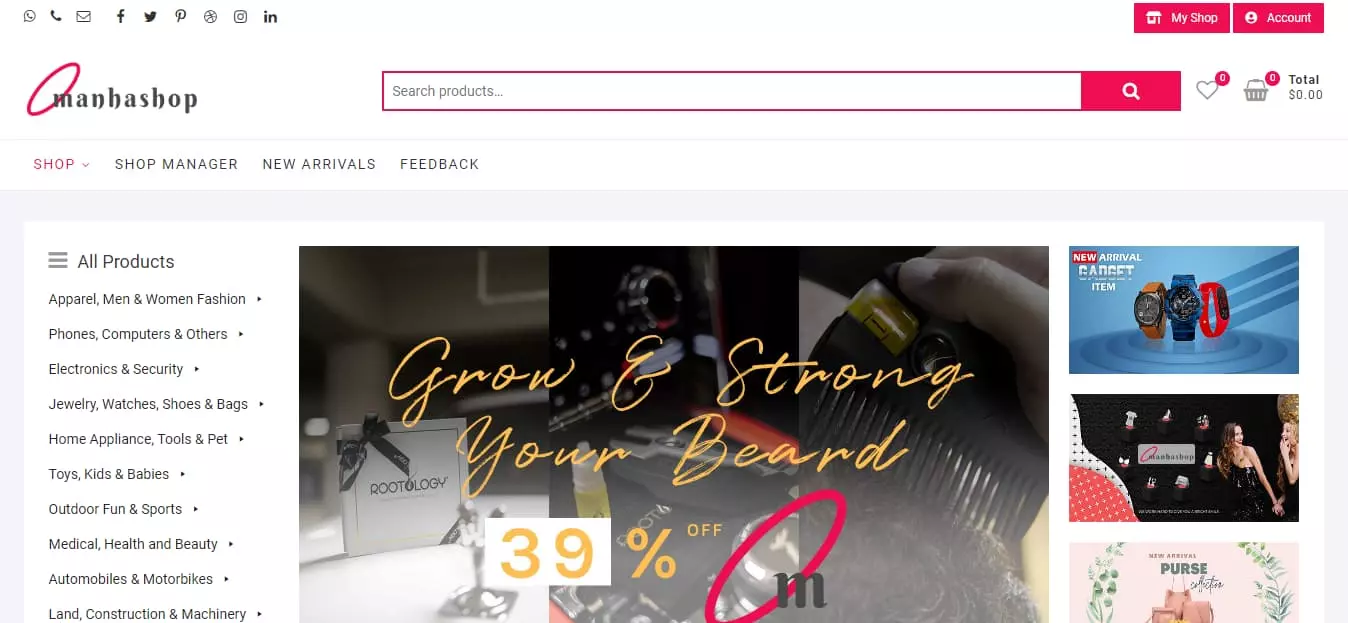 My Shop
Account
manhashop
Search products...
0
0
Total
$0.00
SHOP
SHOP MANAGER
NEW ARRIVALS
FEEDBACK
All Products
Apparel, Men & Women Fashion
Phones, Computers & Others
Electronics & Security
Jewelry, Watches, Shoes & Bags
Home Appliance, Tools & Pet
Toys, Kids & Babies
Outdoor Fun & Sports
Medical, Health and Beauty
Automobiles & Motorbikes
Land, Construction & Machinery
Grow & Strong
Your Beard
ROOTOLOGY
39 % OFF
m
NEW ARRIVAL
GADGET
ITEM
manhashop
NEW ARRIVAL
PURSE
collection